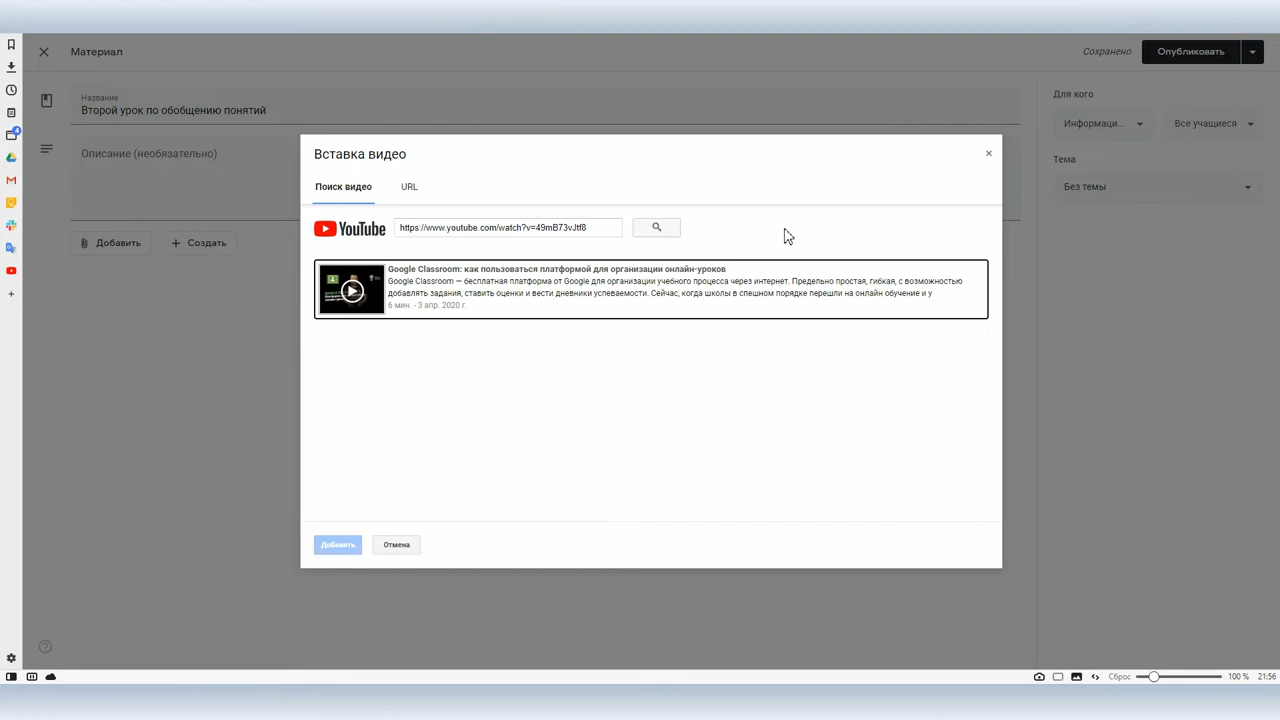 Материал
Сохранено
Опубликовать
Название
Второй урок по обобщению понятий
Описание (необязательно)
Добавить
Создать
Для кого
Информаци...
Все учащиеся
Тема
Без темы
Вставка видео
×
Поиск видео
URL
YouTube
https://www.youtube.com/watch?v=49mB73vJtf8
Google Classroom: как пользоваться платформой для организации онлайн-уроков
Google Classroom — бесплатная платформа от Google для организации учебного процесса через интернет. Предельно простая, гибкая, с возможностью
добавлять задания, ставить оценки и вести дневники успеваемости. Сейчас, когда школы в спешном порядке перешли на онлайн обучение и у
6 мин. - 3 апр. 2020 г.
Добавить
Отмена
4
Сброс
100 %
21:56